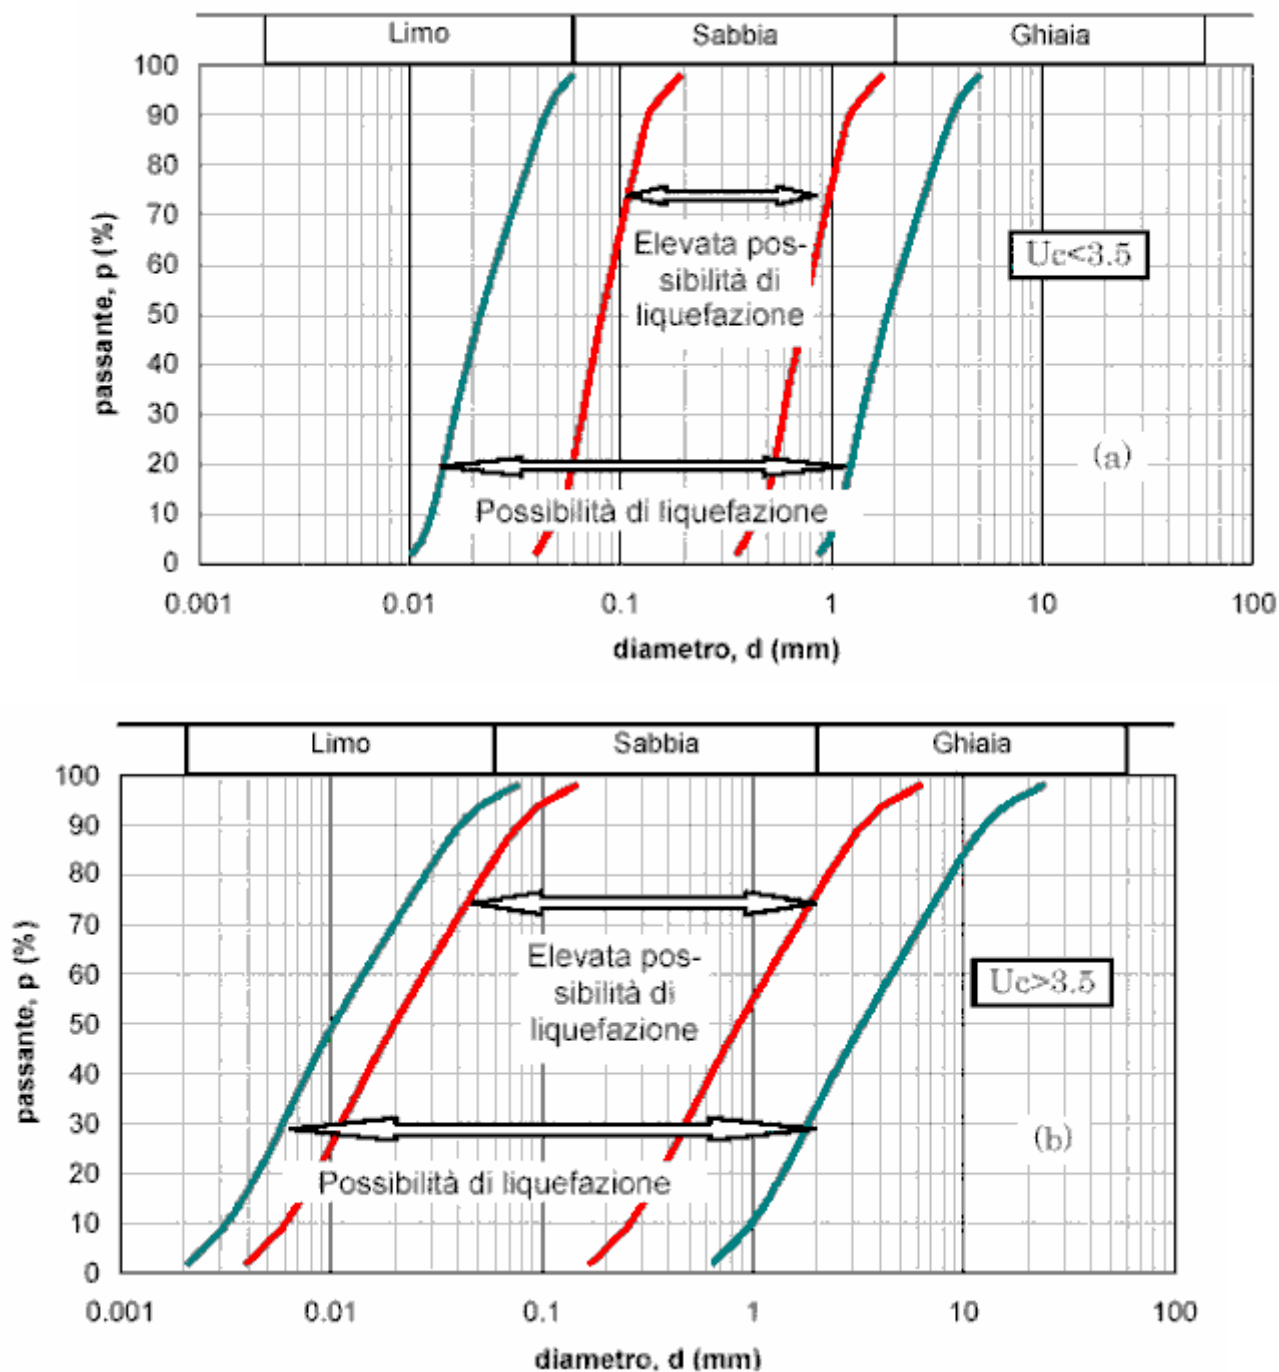 Limo Sabbia Ghiaia
100
90
80
70
60
50
40
30
20
10
0
passante, p (%)
Elevata pos-
sibilità di
liquefazione
Uc<3.5
(a)
Possibilità di liquefazione
0.001 0.01 0.1 1 10 100
diametro, d (mm)
Limo Sabbia Ghiaia
100
90
80
70
60
50
40
30
20
10
0
passante, p (%)
Elevata pos-
sibilità di
liquefazione
Uc>3.5
(b)
Possibilità di liquefazione
0.001 0.01 0.1 1 10 100
diametro, d (mm)